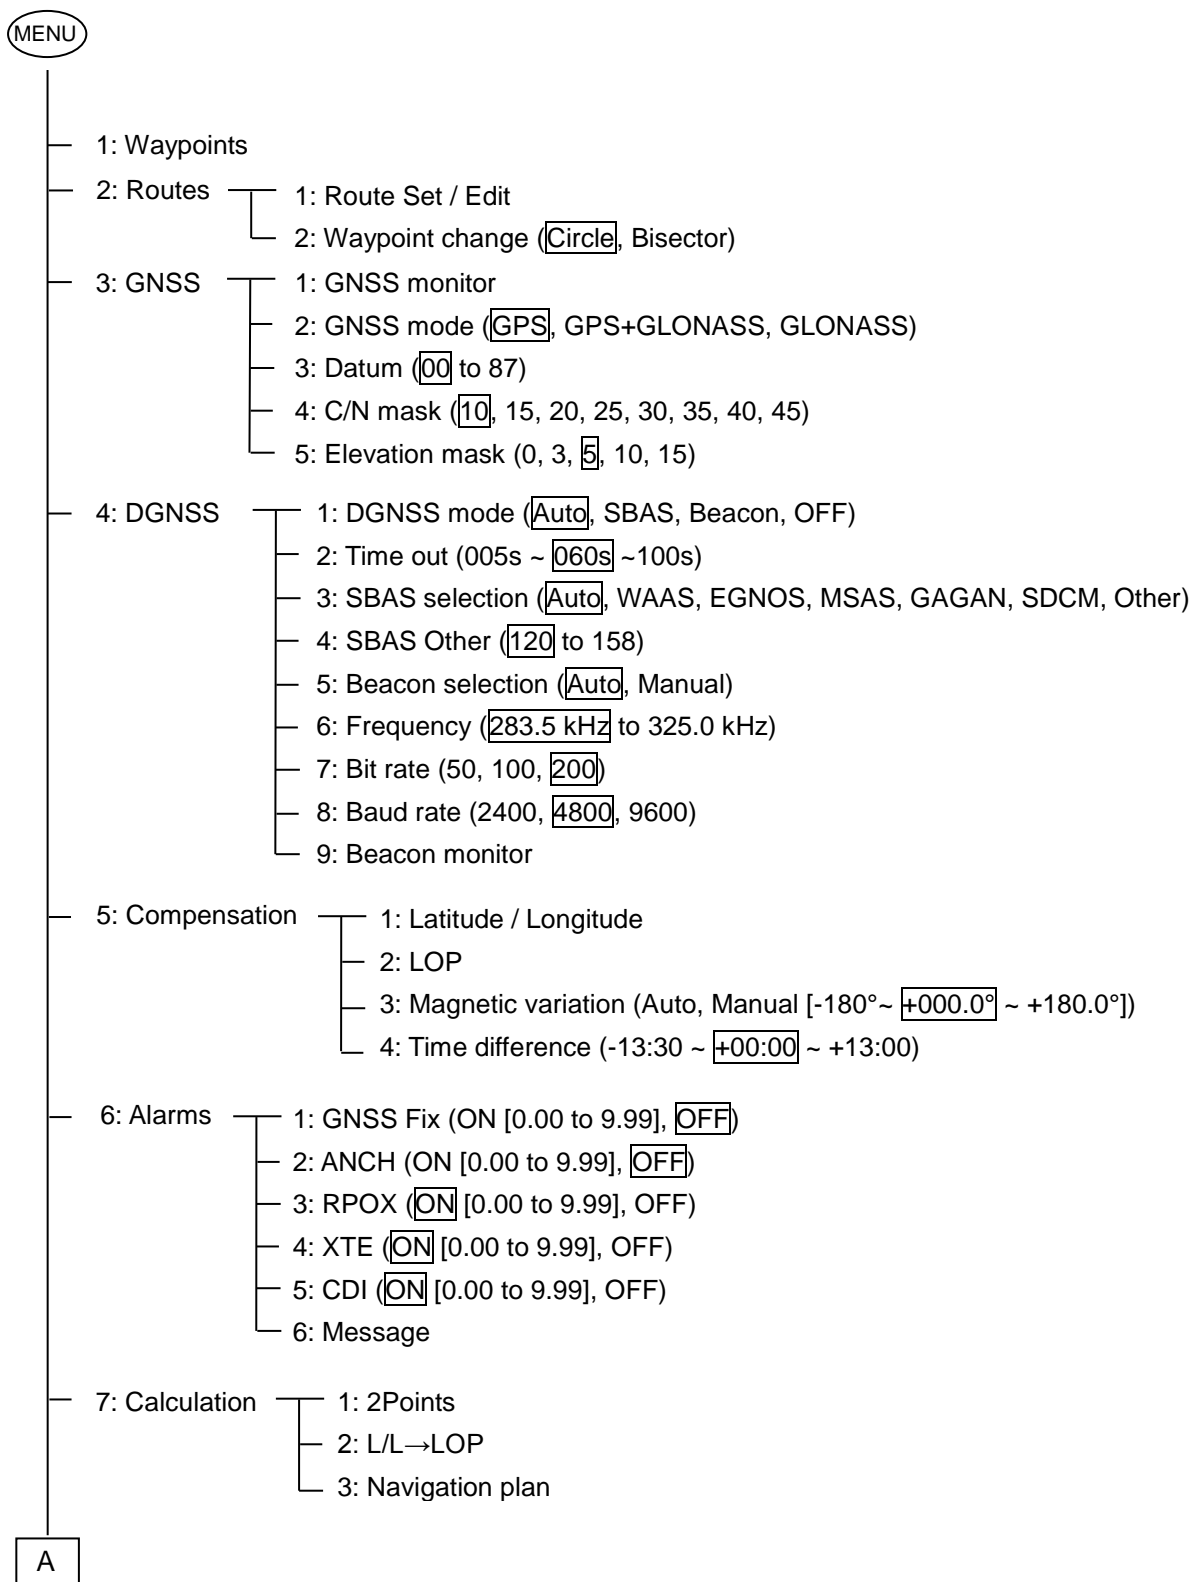 MENU
1: Waypoints
2: Routes
1: Route Set / Edit
2: Waypoint change (Circle, Bisector)
3: GNSS
1: GNSS monitor
2: GNSS mode (GPS, GPS+GLONASS, GLONASS)
3: Datum (00 to 87)
4: C/N mask (10, 15, 20, 25, 30, 35, 40, 45)
5: Elevation mask (0, 3, 5, 10, 15)
4: DGNSS
1: DGNSS mode (Auto, SBAS, Beacon, OFF)
2: Time out (005s ~ 060s ~100s)
3: SBAS selection (Auto, WAAS, EGNOS, MSAS, GAGAN, SDCM, Other)
4: SBAS Other (120 to 158)
5: Beacon selection (Auto, Manual)
6: Frequency (283.5 kHz to 325.0 kHz)
7: Bit rate (50, 100, 200)
8: Baud rate (2400, 4800, 9600)
9: Beacon monitor
5: Compensation
1: Latitude / Longitude
2: LOP
3: Magnetic variation (Auto, Manual [-180°~ +000.0° ~ +180.0°])
4: Time difference (-13:30 ~ +00:00 ~ +13:00)
6: Alarms
1: GNSS Fix (ON [0.00 to 9.99], OFF)
2: ANCH (ON [0.00 to 9.99], OFF)
3: RPOX (ON [0.00 to 9.99], OFF)
4: XTE (ON [0.00 to 9.99], OFF)
5: CDI (ON [0.00 to 9.99], OFF)
6: Message
7: Calculation
1: 2Points
2: L/L→LOP
3: Navigation plan
A